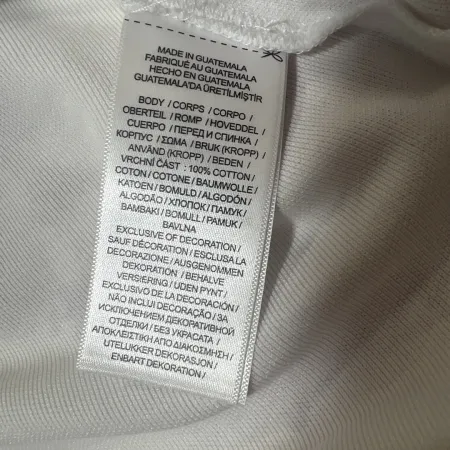 MADE IN GUATEMALA
FABRIQUÉ AU GUATEMALA
HECHO EN GUATEMALA
GUATEMALA'DA ÜRETİLMİŞTİR
BODY / CORPS / CORPO /
OBERTEIL / ROMP / HOVEDDEL /
CUERPO / ПЕРЕД И СПИНКА /
КОРПУС / ΣΩΜΑ / BRUK (KROPP) /
ANVÄND (KROPP) / BEDEN /
VRCHNÍ ČÁST : 100% COTTON /
COTON / COTONE / BAUMWOLLE /
KATOEN / BOMULD / ALGODÓN /
ALGODÃO / ХЛОПОК / ПАМУК /
BAMBAKI / BOMULL / PAMUK /
BAVLNA
EXCLUSIVE OF DECORATION /
SAUF DÉCORATION / ESCLUSA LA
DECORAZIONE / AUSGENOMMEN
DEKORATION / BEHALVE
VERSIERING / UDEN PYNT /
EXCLUSIVO DE LA DECORACIÓN /
NÃO INCLUI DECORAÇÃO / ЗА
ИСКЛЮЧЕНИЕМ ДЕКОРАТИВНОЙ
ОТДЕЛКИ / БЕЗ УКРАСАТА /
ΑΠΟΚΛΕΙΣΤΙΚΗ ΑΠΟ ΔΙΑΚΟΣΜΗΣΗ /
UTELUKKER DEKORASJON /
ENBART DEKORATION /